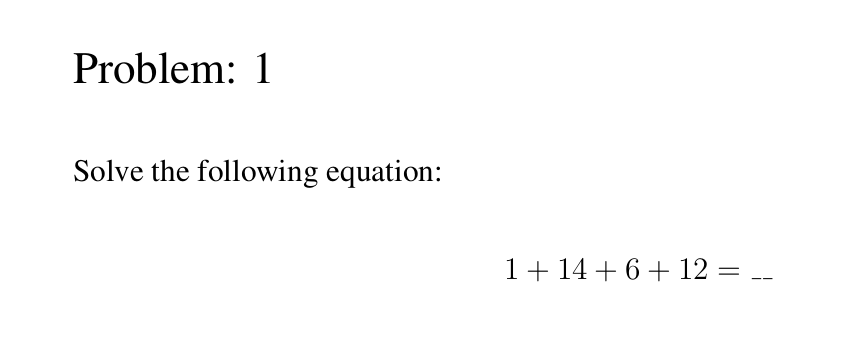 Problem: 1
Solve the following equation:
1 + 14 + 6 + 12 = __